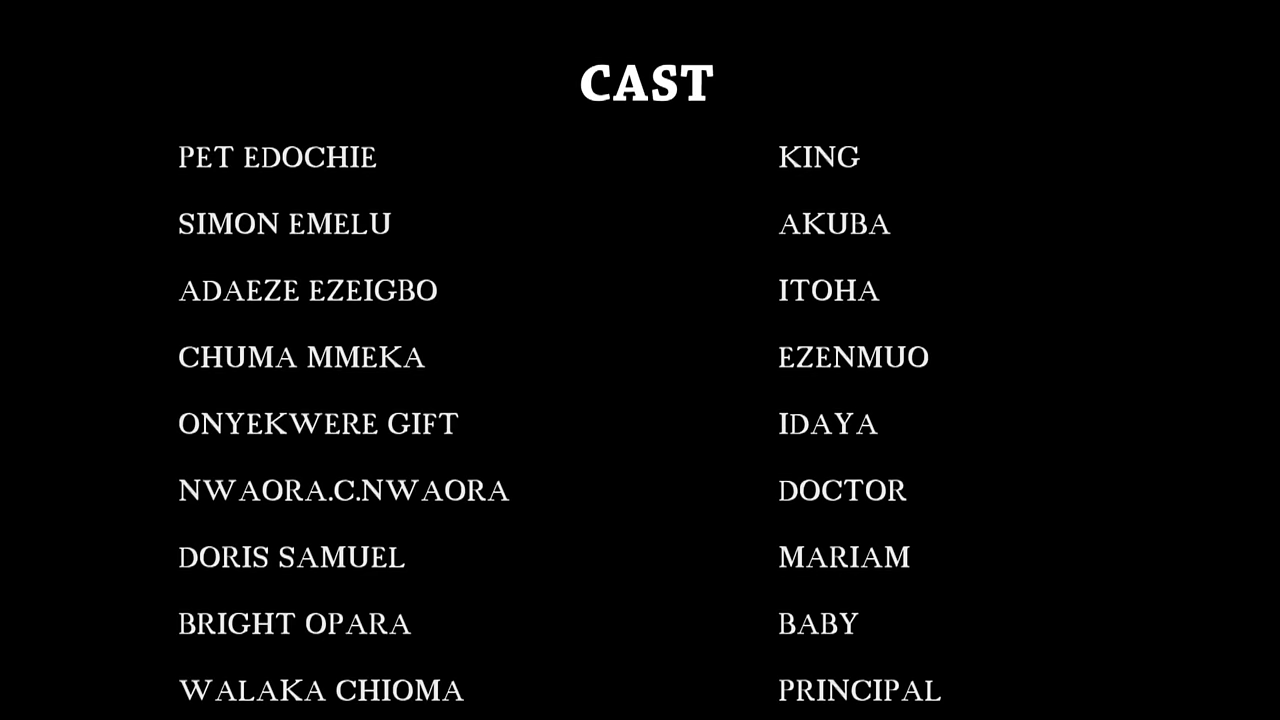 CAST
PET EDOCHIE KING
SIMON EMELU AKUBA
ADAEZE EZEIGBO ITOHA
CHUMA MMEKA EZENMUO
ONYEKWERE GIFT IDAYA
NWAORA.C.NWAORA DOCTOR
DORIS SAMUEL MARIAM
BRIGHT OPARA BABY
WALAKA CHIOMA PRINCIPAL